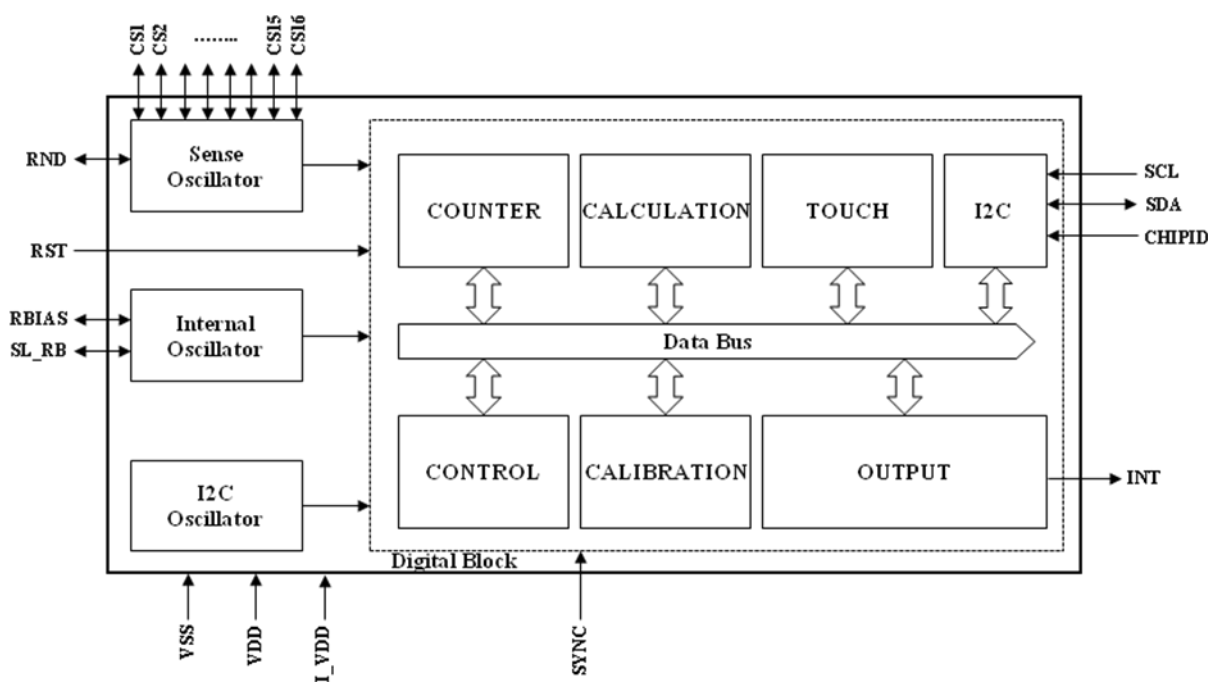 CS1
CS2
........
CS15
CS16
RND
Sense
Oscillator
COUNTER
CALCULATION
TOUCH
I2C
SCL
SDA
CHIPID
RST
RBIAS
SL_RB
Internal
Oscillator
Data Bus
I2C
Oscillator
CONTROL
CALIBRATION
OUTPUT
INT
Digital Block
VSS
VDD
I_VDD
SYNC